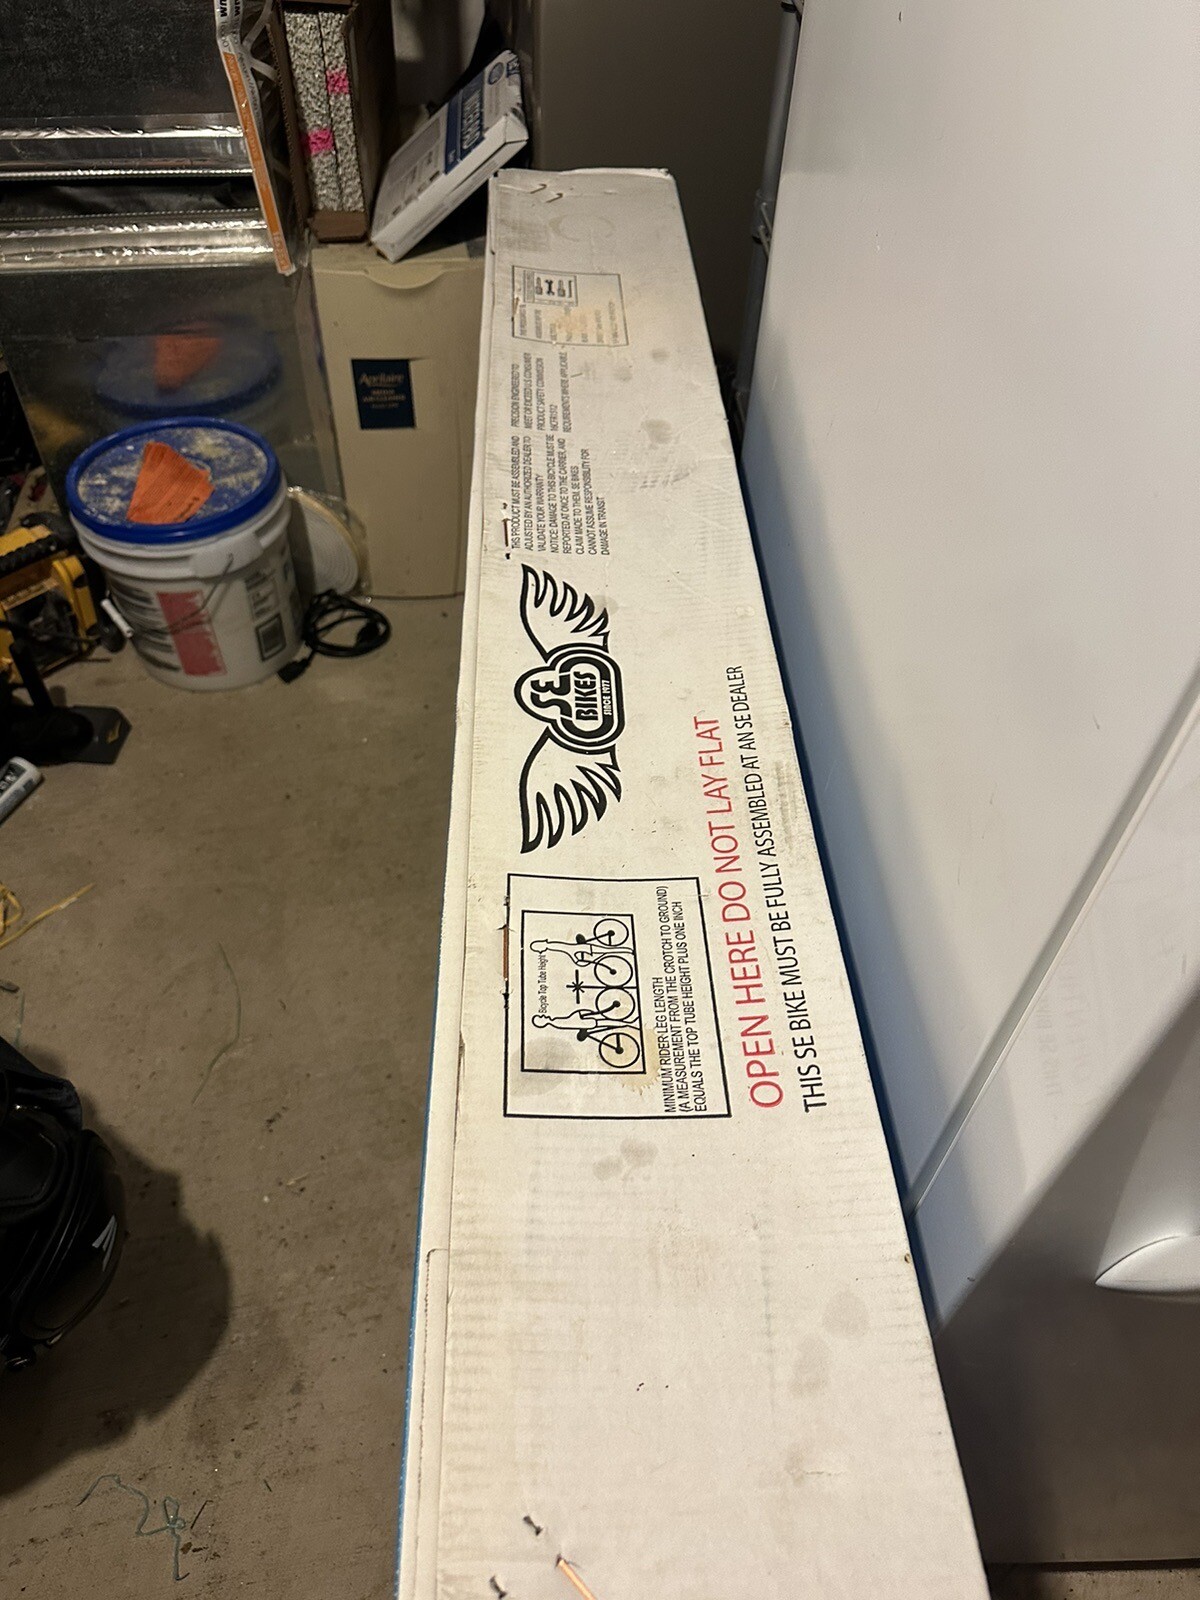 SE
BIKES
SINCE 1977
OPEN HERE DO NOT LAY FLAT
THIS SE BIKE MUST BE FULLY ASSEMBLED AT AN SE DEALER
Bicycle Top Tube Height
MINIMUM RIDER LEG LENGTH
(A MEASUREMENT FROM THE CROTCH TO GROUND)
EQUALS THE TOP TUBE HEIGHT PLUS ONE INCH
THIS PRODUCT MUST BE ASSEMBLED AND
ADJUSTED BY AN AUTHORIZED DEALER TO
VALIDATE YOUR WARRANTY
NOTICE: DAMAGE TO THIS BICYCLE MUST BE
REPORTED AT ONCE TO THE CARRIER, AND
CLAIM MADE TO THEM. SE BIKES
CANNOT ASSUME RESPONSIBILITY FOR
DAMAGE IN TRANSIT
PRECISION ENGINEERED TO
MEET OR EXCEED U.S CONSUMER
PRODUCT SAFETY COMMISSION
16CFR1512
REQUIREMENTS WHERE APPLICABLE
Aprilaire
MEDIA
AIR CLEANER